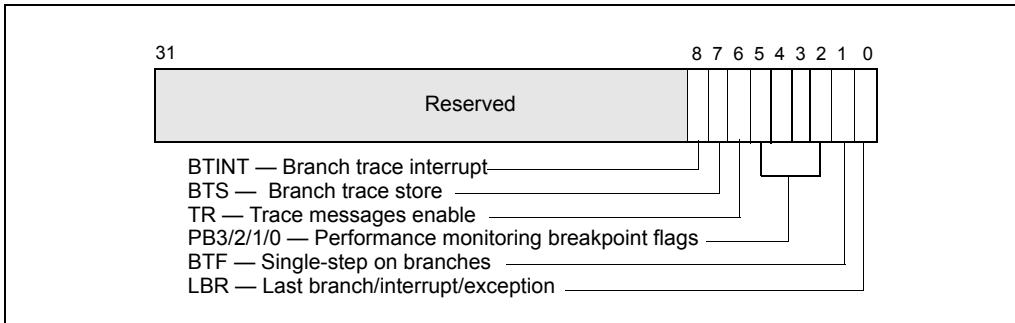 31 8 7 6 5 4 3 2 1 0
Reserved
BTINT — Branch trace interrupt
BTS — Branch trace store
TR — Trace messages enable
PB3/2/1/0 — Performance monitoring breakpoint flags
BTF — Single-step on branches
LBR — Last branch/interrupt/exception